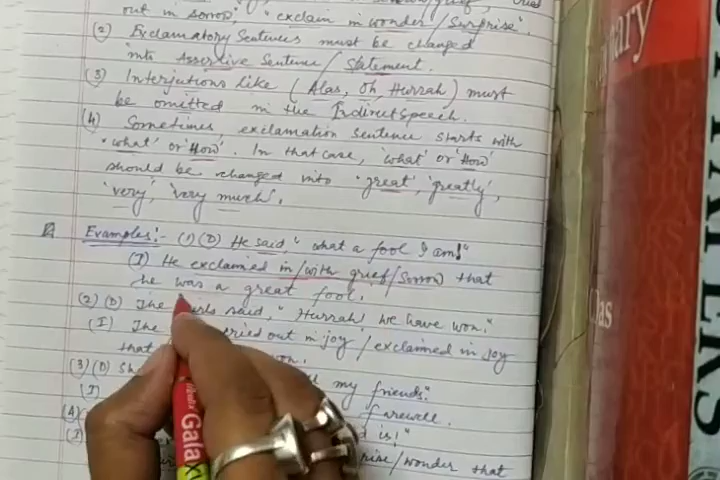 out in sorrow", "exclaim in wonder/Surprise".
(2) Exclamatory Sentences must be changed
into Assertive Sentence/Statement.
(3) Interjections Like (Alas, Oh, Hurrah) must
be omitted in the Indirect Speech.
(4) Sometimes, exclamation sentence starts with
'what' or 'How'. In that case, 'what' or 'How'
should be changed into 'great', 'greatly',
'very', 'very much'.
Examples:- (1) (D) He said "what a fool I am!"
(I) He exclaimed in/with grief/sorrow that
he was a great fool.
(2) (D) The said, "Hurrah! we have won."
(I) The cried out in joy/exclaimed in joy
that won.
(3) (D) my friends."
(I) farewell.
(4) is!"
(I) /wonder that
Galax